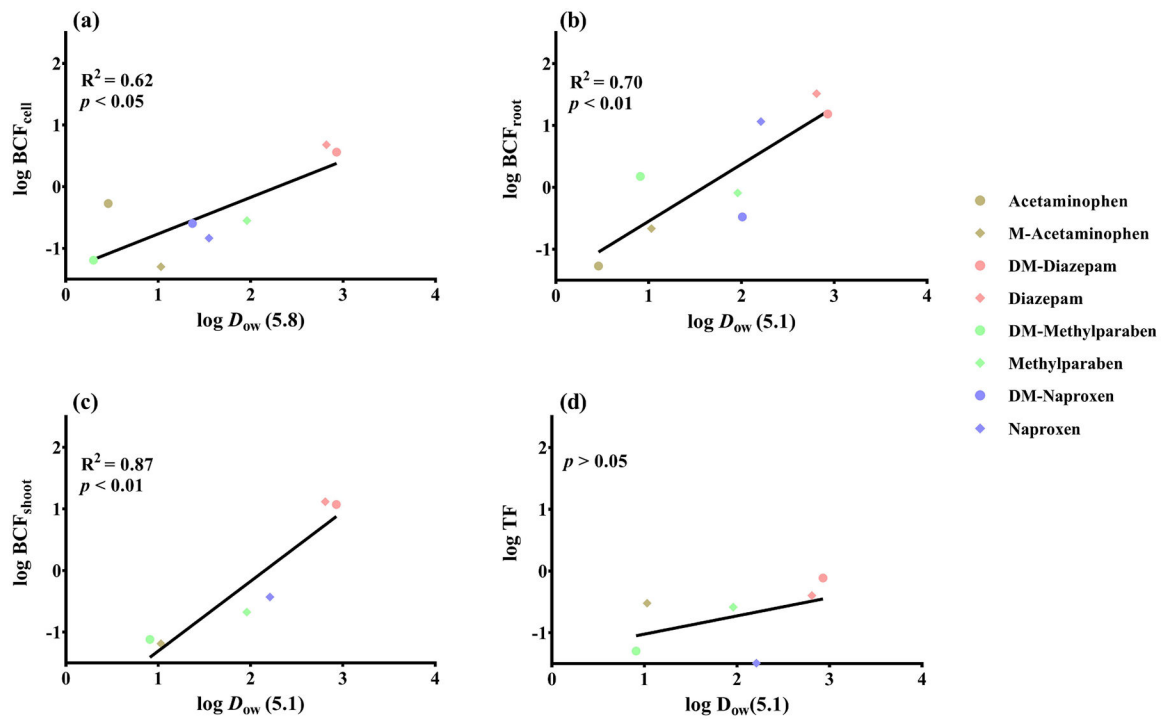 (a)
2
1
0
-1
log BCFcell
R² = 0.62
p < 0.05
0 1 2 3 4
log Dow (5.8)
(b)
2
1
0
-1
log BCFroot
R² = 0.70
p < 0.01
0 1 2 3 4
log Dow (5.1)
(c)
2
1
0
-1
log BCFshoot
R² = 0.87
p < 0.01
0 1 2 3 4
log Dow (5.1)
(d)
2
1
0
-1
log TF
p > 0.05
0 1 2 3 4
log Dow(5.1)
Acetaminophen
M-Acetaminophen
DM-Diazepam
Diazepam
DM-Methylparaben
Methylparaben
DM-Naproxen
Naproxen